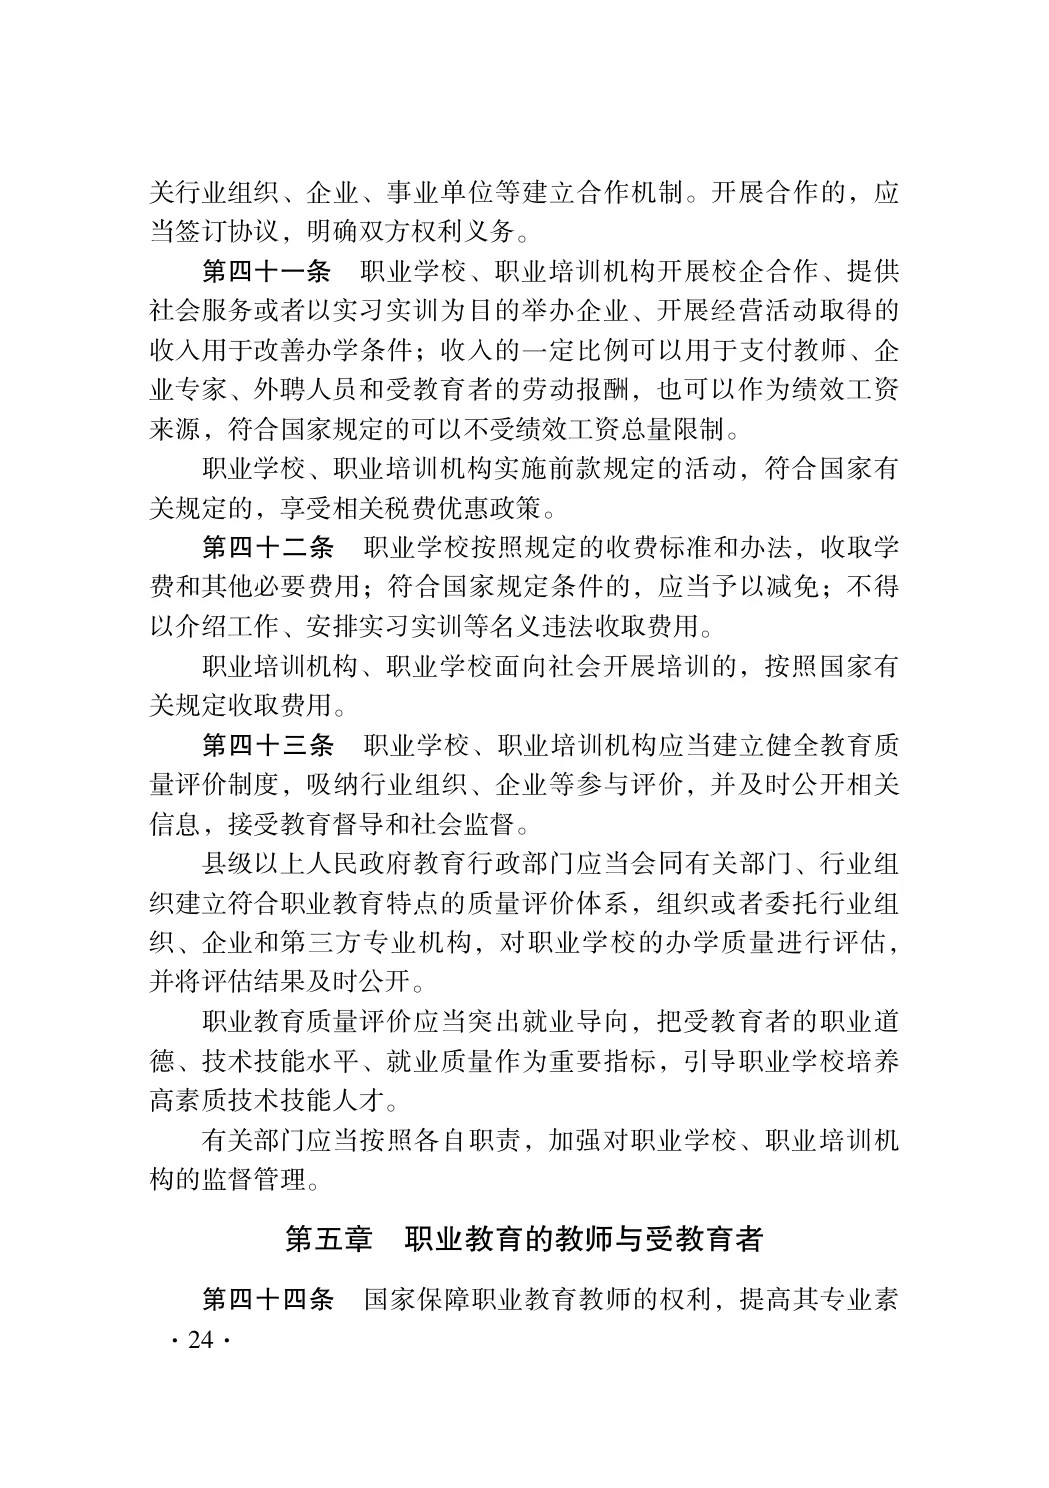 关行业组织、企业、事业单位等建立合作机制。开展合作的，应
当签订协议，明确双方权利义务。
第四十一条　职业学校、职业培训机构开展校企合作、提供
社会服务或者以实习实训为目的举办企业、开展经营活动取得的
收入用于改善办学条件；收入的一定比例可以用于支付教师、企
业专家、外聘人员和受教育者的劳动报酬，也可以作为绩效工资
来源，符合国家规定的可以不受绩效工资总量限制。
职业学校、职业培训机构实施前款规定的活动，符合国家有
关规定的，享受相关税费优惠政策。
第四十二条　职业学校按照规定的收费标准和办法，收取学
费和其他必要费用；符合国家规定条件的，应当予以减免；不得
以介绍工作、安排实习实训等名义违法收取费用。
职业培训机构、职业学校面向社会开展培训的，按照国家有
关规定收取费用。
第四十三条　职业学校、职业培训机构应当建立健全教育质
量评价制度，吸纳行业组织、企业等参与评价，并及时公开相关
信息，接受教育督导和社会监督。
县级以上人民政府教育行政部门应当会同有关部门、行业组
织建立符合职业教育特点的质量评价体系，组织或者委托行业组
织、企业和第三方专业机构，对职业学校的办学质量进行评估，
并将评估结果及时公开。
职业教育质量评价应当突出就业导向，把受教育者的职业道
德、技术技能水平、就业质量作为重要指标，引导职业学校培养
高素质技术技能人才。
有关部门应当按照各自职责，加强对职业学校、职业培训机
构的监督管理。
第五章　职业教育的教师与受教育者
第四十四条　国家保障职业教育教师的权利，提高其专业素
· 24 ·